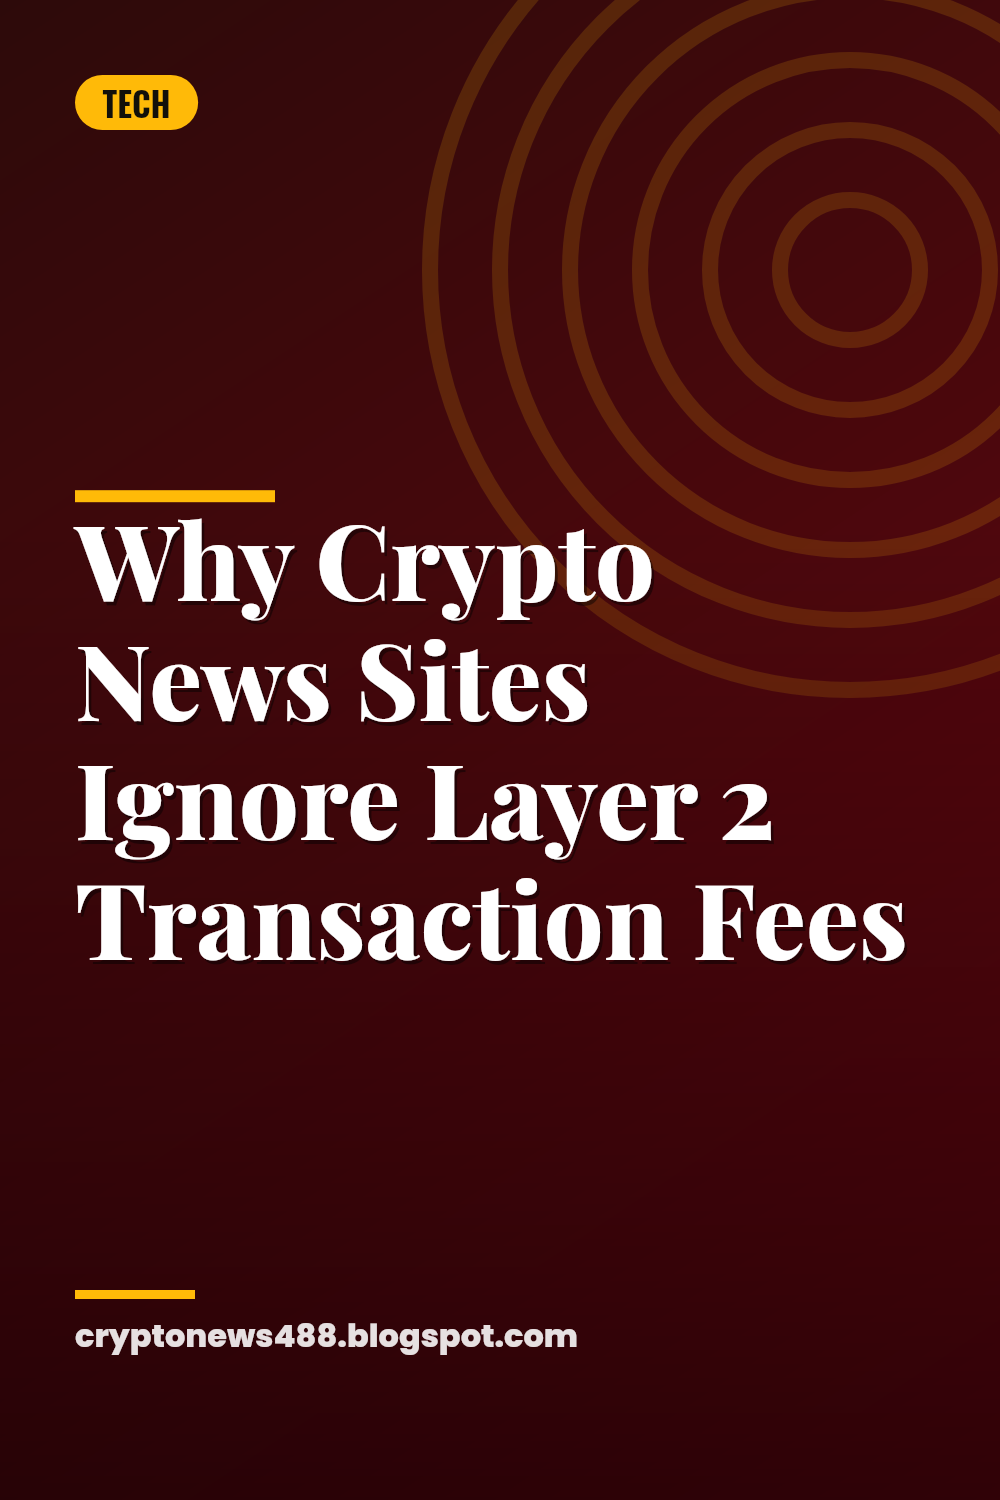 TECH
Why Crypto
News Sites
Ignore Layer 2
Transaction Fees
cryptonews488.blogspot.com